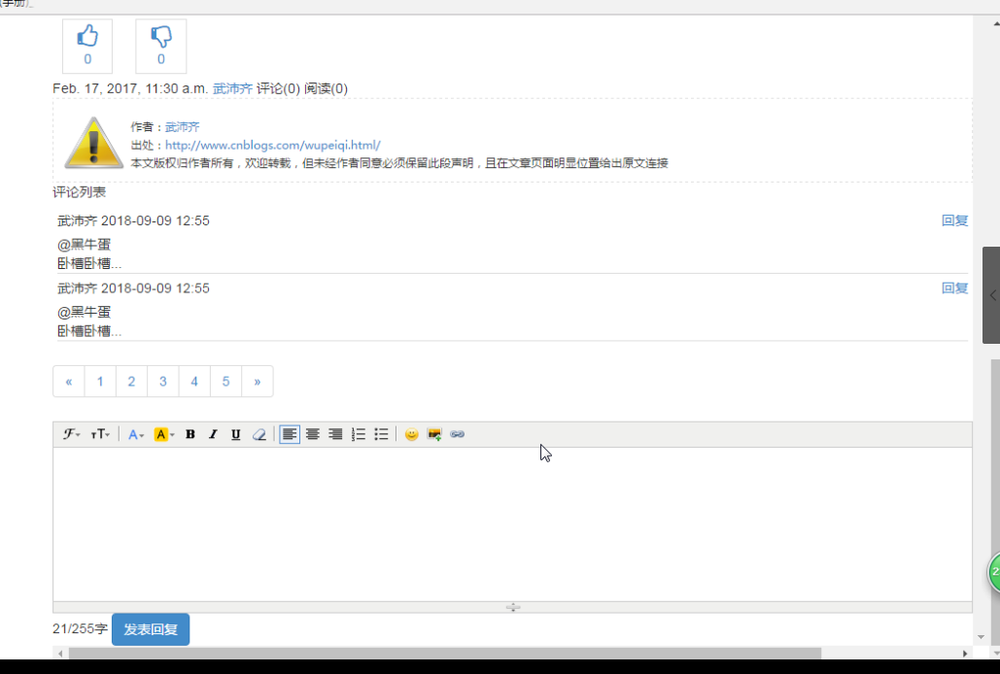 (手册)_
0 0
Feb. 17, 2017, 11:30 a.m. 武沛齐 评论(0) 阅读(0)
作者：武沛齐
出处：http://www.cnblogs.com/wupeiqi.html/
本文版权归作者所有，欢迎转载，但未经作者同意必须保留此段声明，且在文章页面明显位置给出原文连接
评论列表
武沛齐 2018-09-09 12:55 回复
@黑牛蛋
卧槽卧槽...
武沛齐 2018-09-09 12:55 回复
@黑牛蛋
卧槽卧槽...
« 1 2 3 4 5 »
21/255字 发表回复